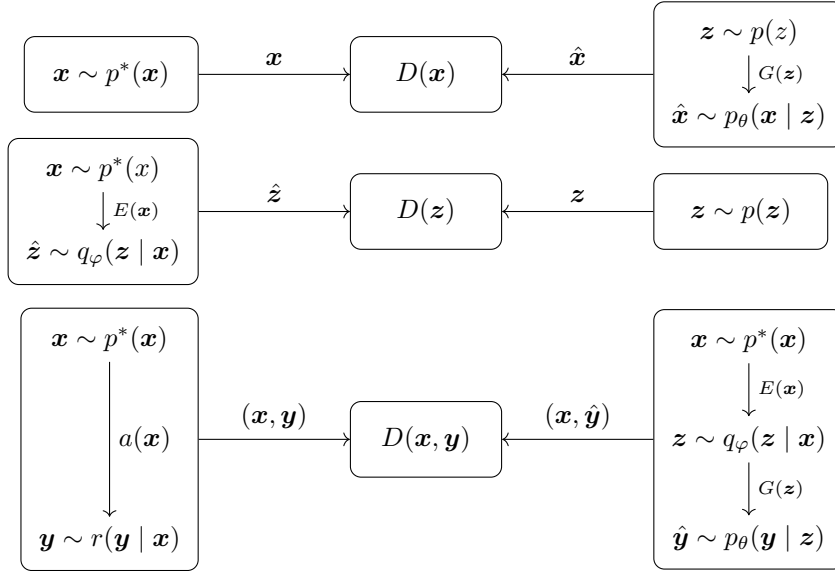 x ∼ p*(x)
x
D(x)
x̂
z ∼ p(z)
G(z)
x̂ ∼ pθ(x | z)
x ∼ p*(x)
E(x)
ẑ ∼ qφ(z | x)
ẑ
D(z)
z
z ∼ p(z)
x ∼ p*(x)
a(x)
y ∼ r(y | x)
(x, y)
D(x, y)
(x, ŷ)
x ∼ p*(x)
E(x)
z ∼ qφ(z | x)
G(z)
ŷ ∼ pθ(y | z)